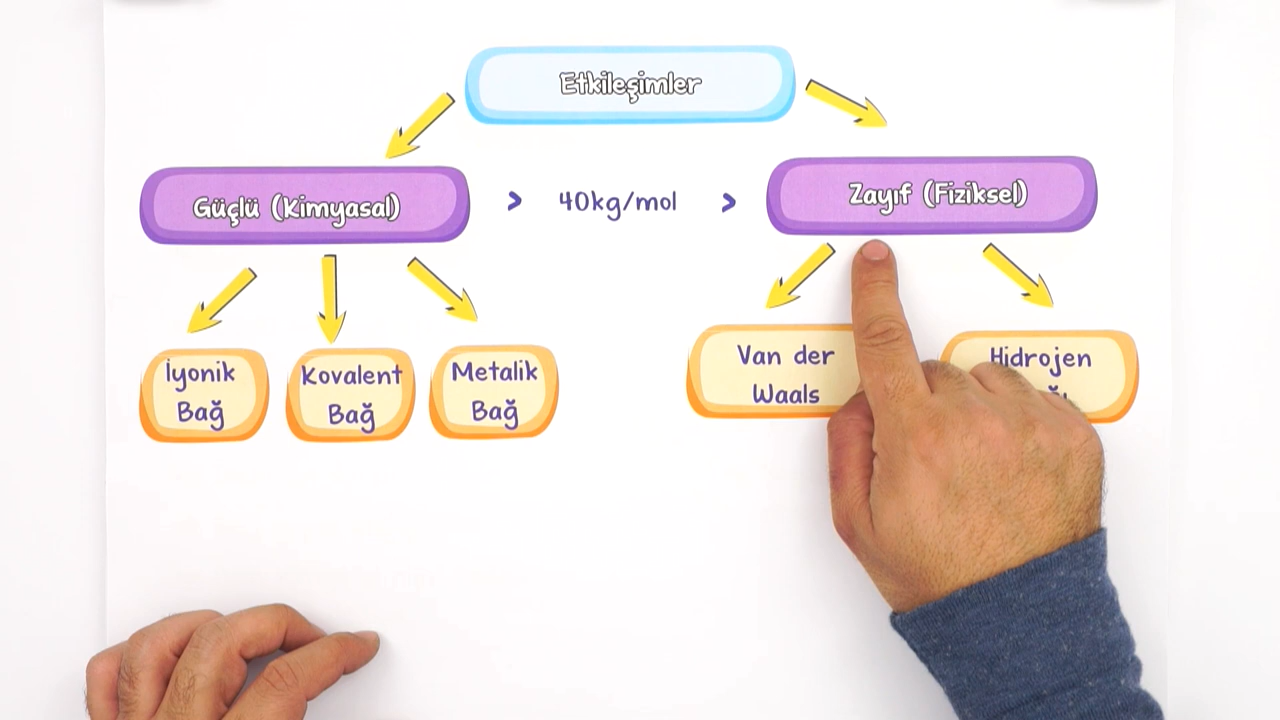 Etkileşimler
Güçlü (Kimyasal)
> 40kg/mol >
Zayıf (Fiziksel)
İyonik
Bağ
Kovalent
Bağ
Metalik
Bağ
Van der
Waals
Hidrojen